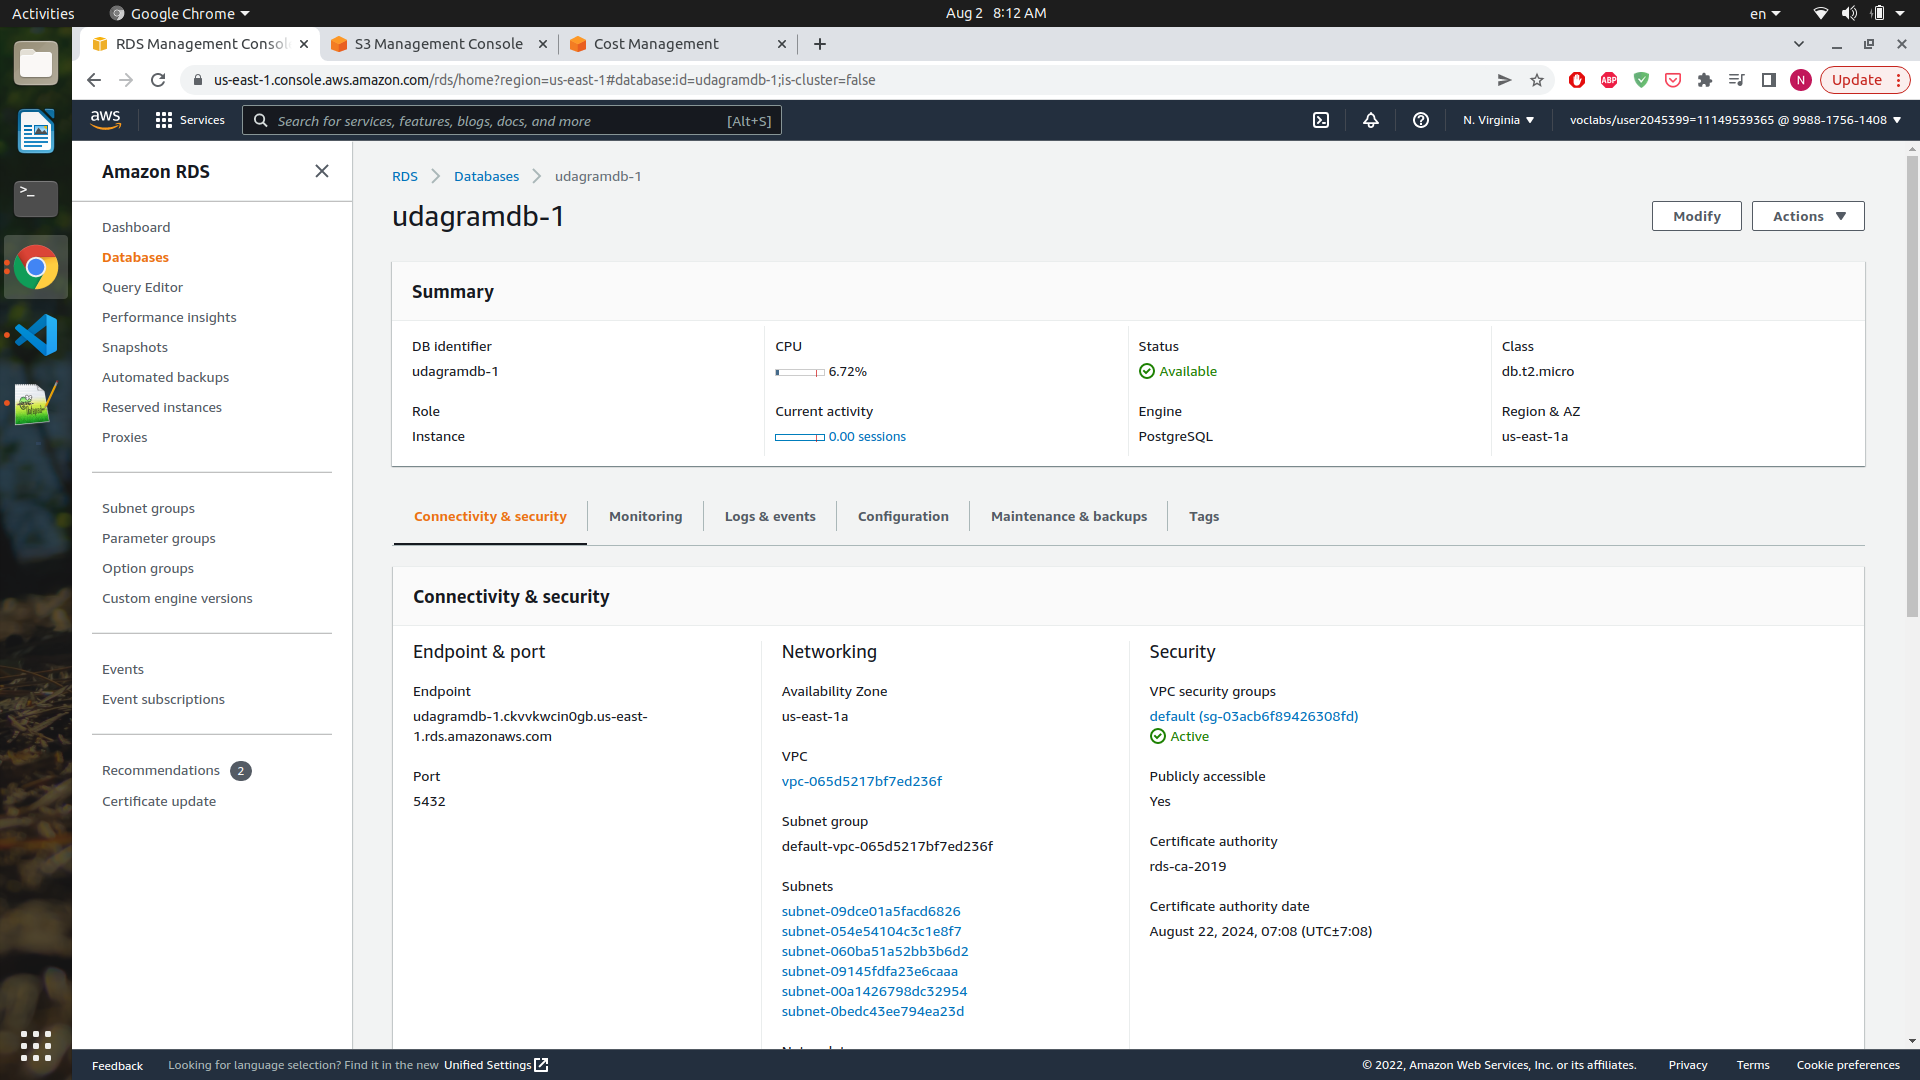 Activities
Google Chrome
Aug 2 8:12 AM
en
RDS Management Consol
S3 Management Console
Cost Management
us-east-1.console.aws.amazon.com/rds/home?region=us-east-1#database:id=udagramdb-1;is-cluster=false
ABP
N
Update
aws
Services
Search for services, features, blogs, docs, and more
[Alt+S]
N. Virginia
voclabs/user2045399=11149539365 @ 9988-1756-1408
Amazon RDS
Dashboard
Databases
Query Editor
Performance insights
Snapshots
Automated backups
Reserved instances
Proxies
Subnet groups
Parameter groups
Option groups
Custom engine versions
Events
Event subscriptions
Recommendations 2
Certificate update
RDS
Databases
udagramdb-1
udagramdb-1
Modify
Actions
Summary
DB identifier
udagramdb-1
CPU
6.72%
Status
Available
Class
db.t2.micro
Role
Instance
Current activity
0.00 sessions
Engine
PostgreSQL
Region & AZ
us-east-1a
Connectivity & security
Monitoring
Logs & events
Configuration
Maintenance & backups
Tags
Connectivity & security
Endpoint & port
Endpoint
udagramdb-1.ckvvkwcin0gb.us-east-
1.rds.amazonaws.com
Port
5432
Networking
Availability Zone
us-east-1a
VPC
vpc-065d5217bf7ed236f
Subnet group
default-vpc-065d5217bf7ed236f
Subnets
subnet-09dce01a5facd6826
subnet-054e54104c3c1e8f7
subnet-060ba51a52bb3b6d2
subnet-09145fdfa23e6caaa
subnet-00a1426798dc32954
subnet-0bedc43ee794ea23d
Security
VPC security groups
default (sg-03acb6f89426308fd)
Active
Publicly accessible
Yes
Certificate authority
rds-ca-2019
Certificate authority date
August 22, 2024, 07:08 (UTC±7:08)
Feedback
Looking for language selection? Find it in the new Unified Settings
© 2022, Amazon Web Services, Inc. or its affiliates.
Privacy
Terms
Cookie preferences